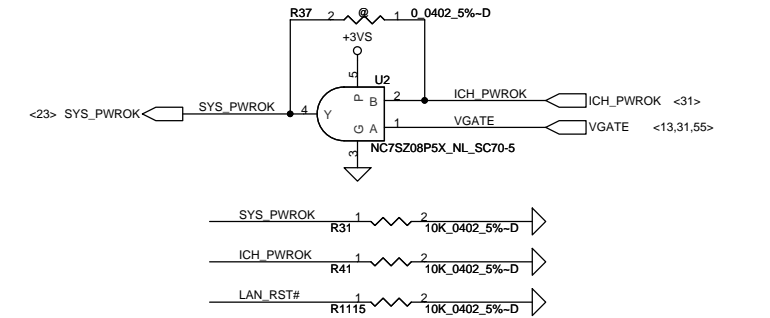 R37 2 @ 1 0_0402_5%~D
+3VS
5
U2
P B 2 ICH_PWROK ICH_PWROK <31>
<23> SYS_PWROK SYS_PWROK 4 Y
G A 1 VGATE VGATE <13,31,55>
3 NC7SZ08P5X_NL_SC70-5
SYS_PWROK 1 2
R31 10K_0402_5%~D
ICH_PWROK 1 2
R41 10K_0402_5%~D
LAN_RST# 1 2
R1115 10K_0402_5%~D